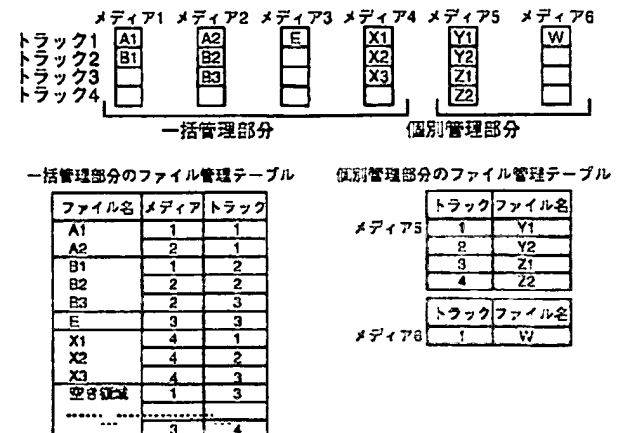 メディア1 メディア2 メディア3 メディア4 メディア5 メディア6
トラック1 A1 A2 E X1 Y1 W
トラック2 B1 B2 X2 Y2
トラック3 B3 X3 Z1
トラック4 Z2
一括管理部分 個別管理部分
一括管理部分のファイル管理テーブル
ファイル名 メディア トラック
A1 1 1
A2 2 1
B1 1 2
B2 2 2
B3 2 3
E 3 3
X1 4 1
X2 4 2
X3 4 3
空き領域 1 3
3 4
個別管理部分のファイル管理テーブル
トラック ファイル名
メディア5 1 Y1
2 Y2
3 Z1
4 Z2
トラック ファイル名
メディア6 1 W